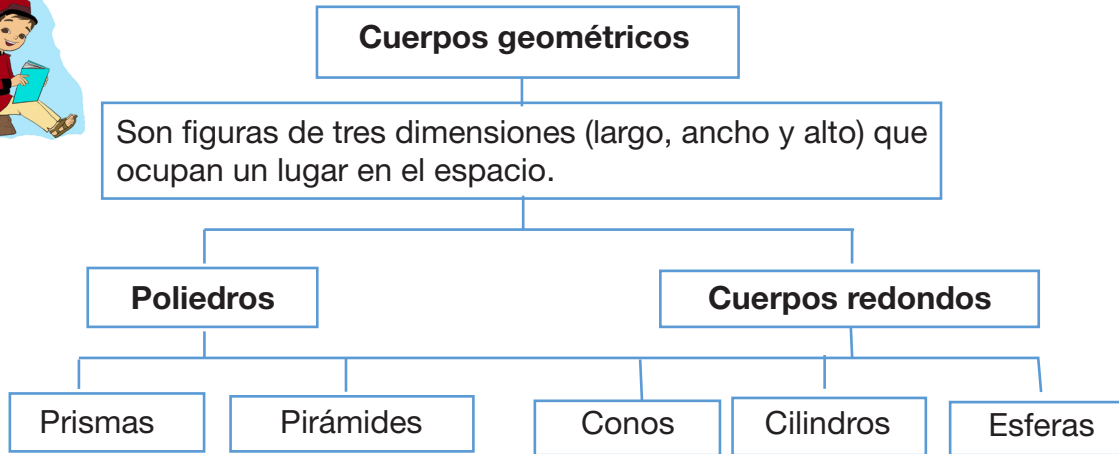 Cuerpos geométricos
Son figuras de tres dimensiones (largo, ancho y alto) que
ocupan un lugar en el espacio.
Poliedros
Cuerpos redondos
Prismas
Pirámides
Conos
Cilindros
Esferas